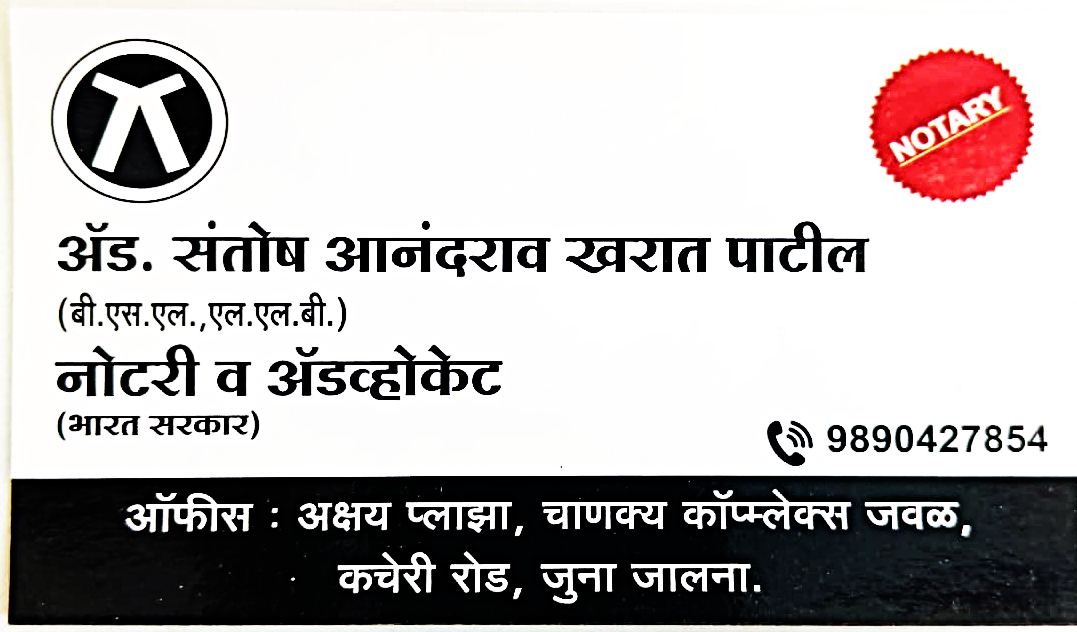 NOTARY
ॲड. संतोष आनंदराव खरात पाटील
(बी.एस.एल.,एल.एल.बी.)
नोटरी व ॲडव्होकेट
(भारत सरकार)
9890427854
ऑफीस : अक्षय प्लाझा, चाणक्य कॉप्म्लेक्स जवळ,
कचेरी रोड, जुना जालना.